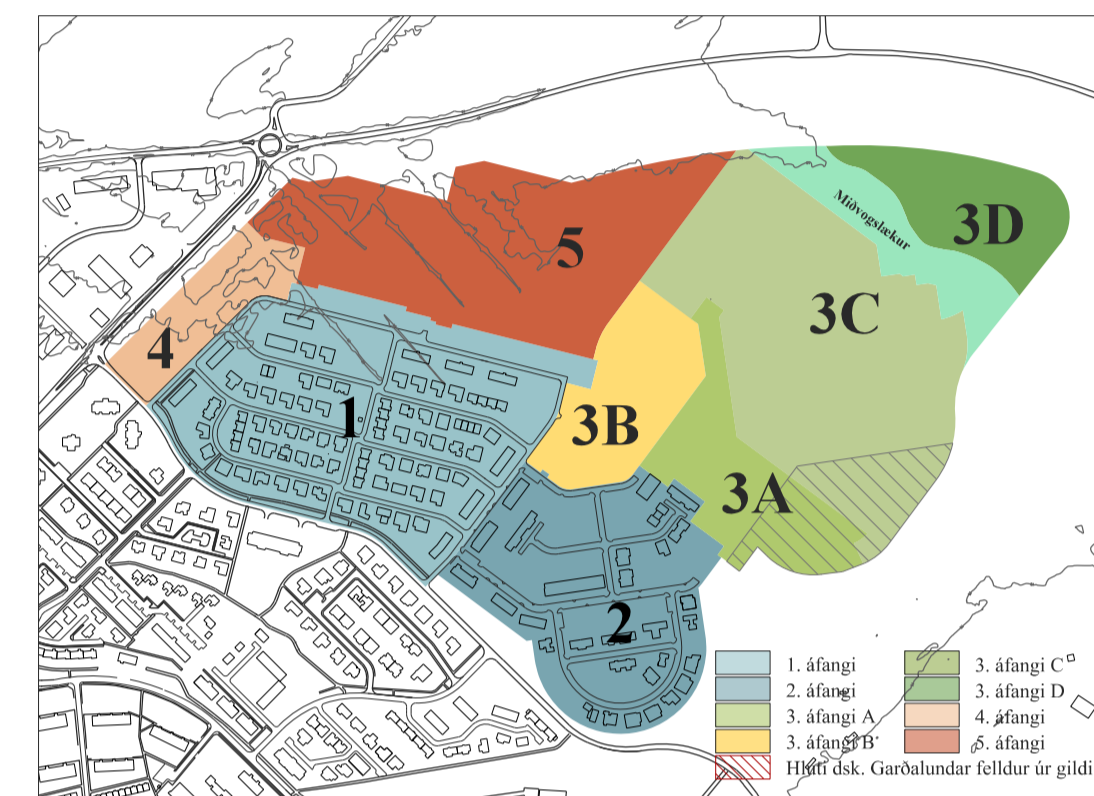 Miðvogslækur
3D
5
3C
4
1
3B
3A
2
1. áfangi
2. áfangi
3. áfangi A
3. áfangi B
3. áfangi C
3. áfangi D
4. áfangi
5. áfangi
Hluti dsk. Garðalundar felldur úr gildi